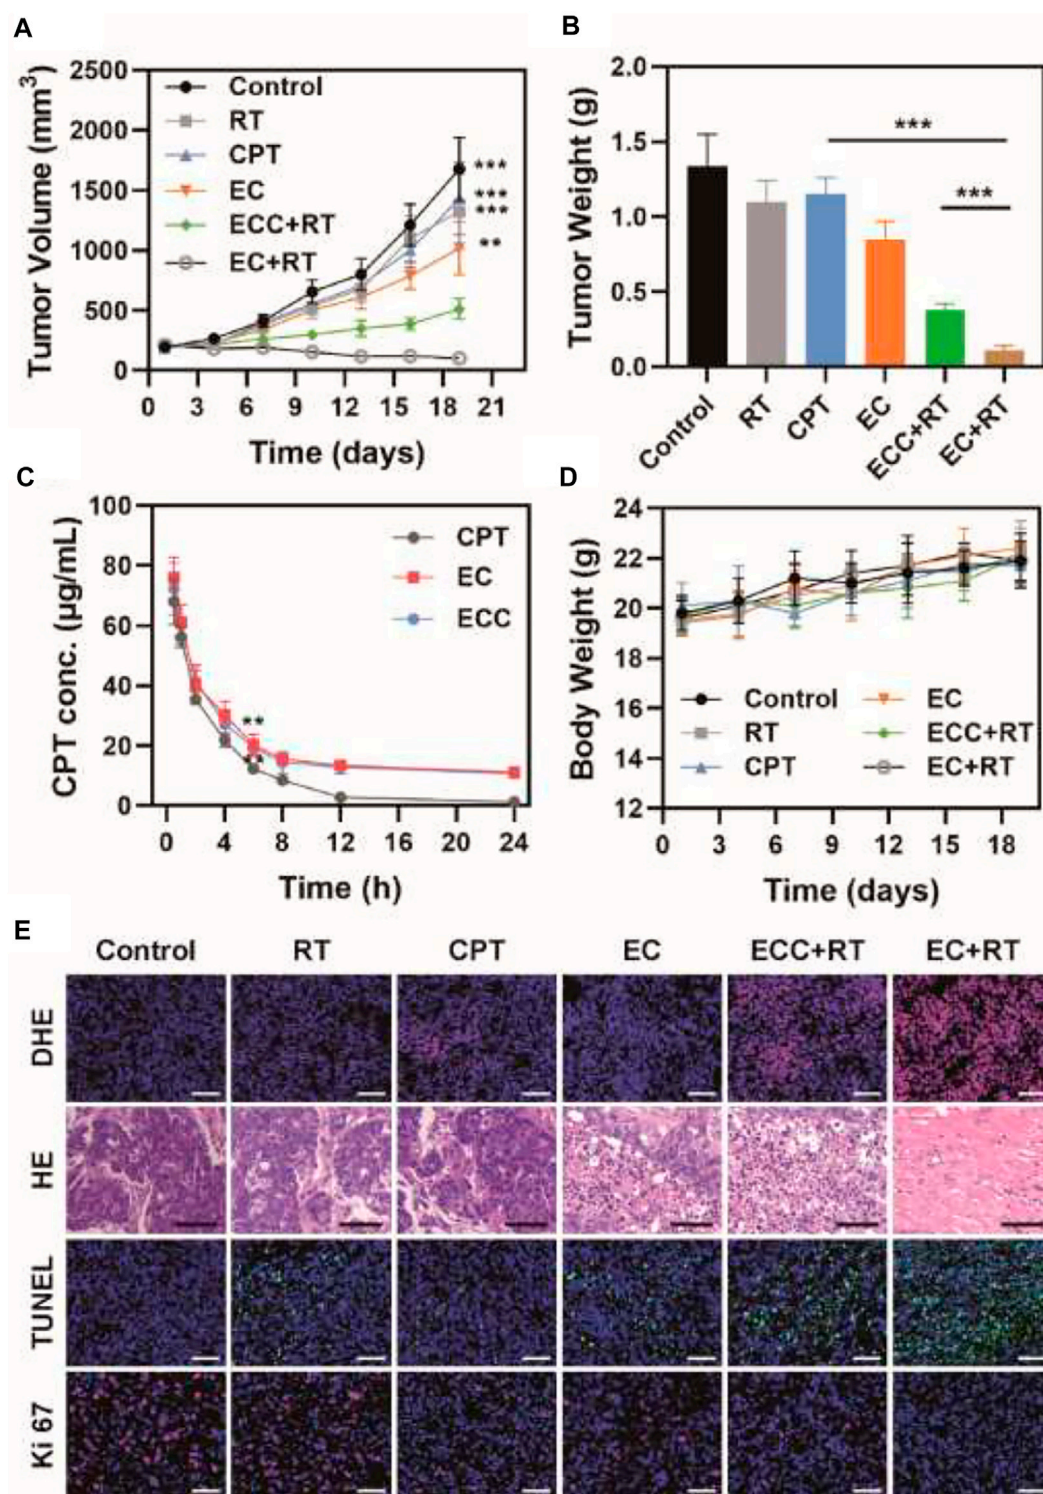 A
Tumor Volume (mm3)
2500
2000
1500
1000
500
0
Control
RT
CPT
EC
ECC+RT
EC+RT
***
***
***
**
0 3 6 9 12 15 18 21
Time (days)
B
Tumor Weight (g)
2.0
1.5
1.0
0.5
0.0
***
***
Control RT CPT EC ECC+RT EC+RT
C
CPT conc. (μg/mL)
100
80
60
40
20
0
CPT
EC
ECC
**
**
0 4 8 12 16 20 24
Time (h)
D
Body Weight (g)
24
22
20
18
16
14
12
Control EC
RT ECC+RT
CPT EC+RT
0 3 6 9 12 15 18
Time (days)
E
Control RT CPT EC ECC+RT EC+RT
DHE
HE
TUNEL
Ki 67